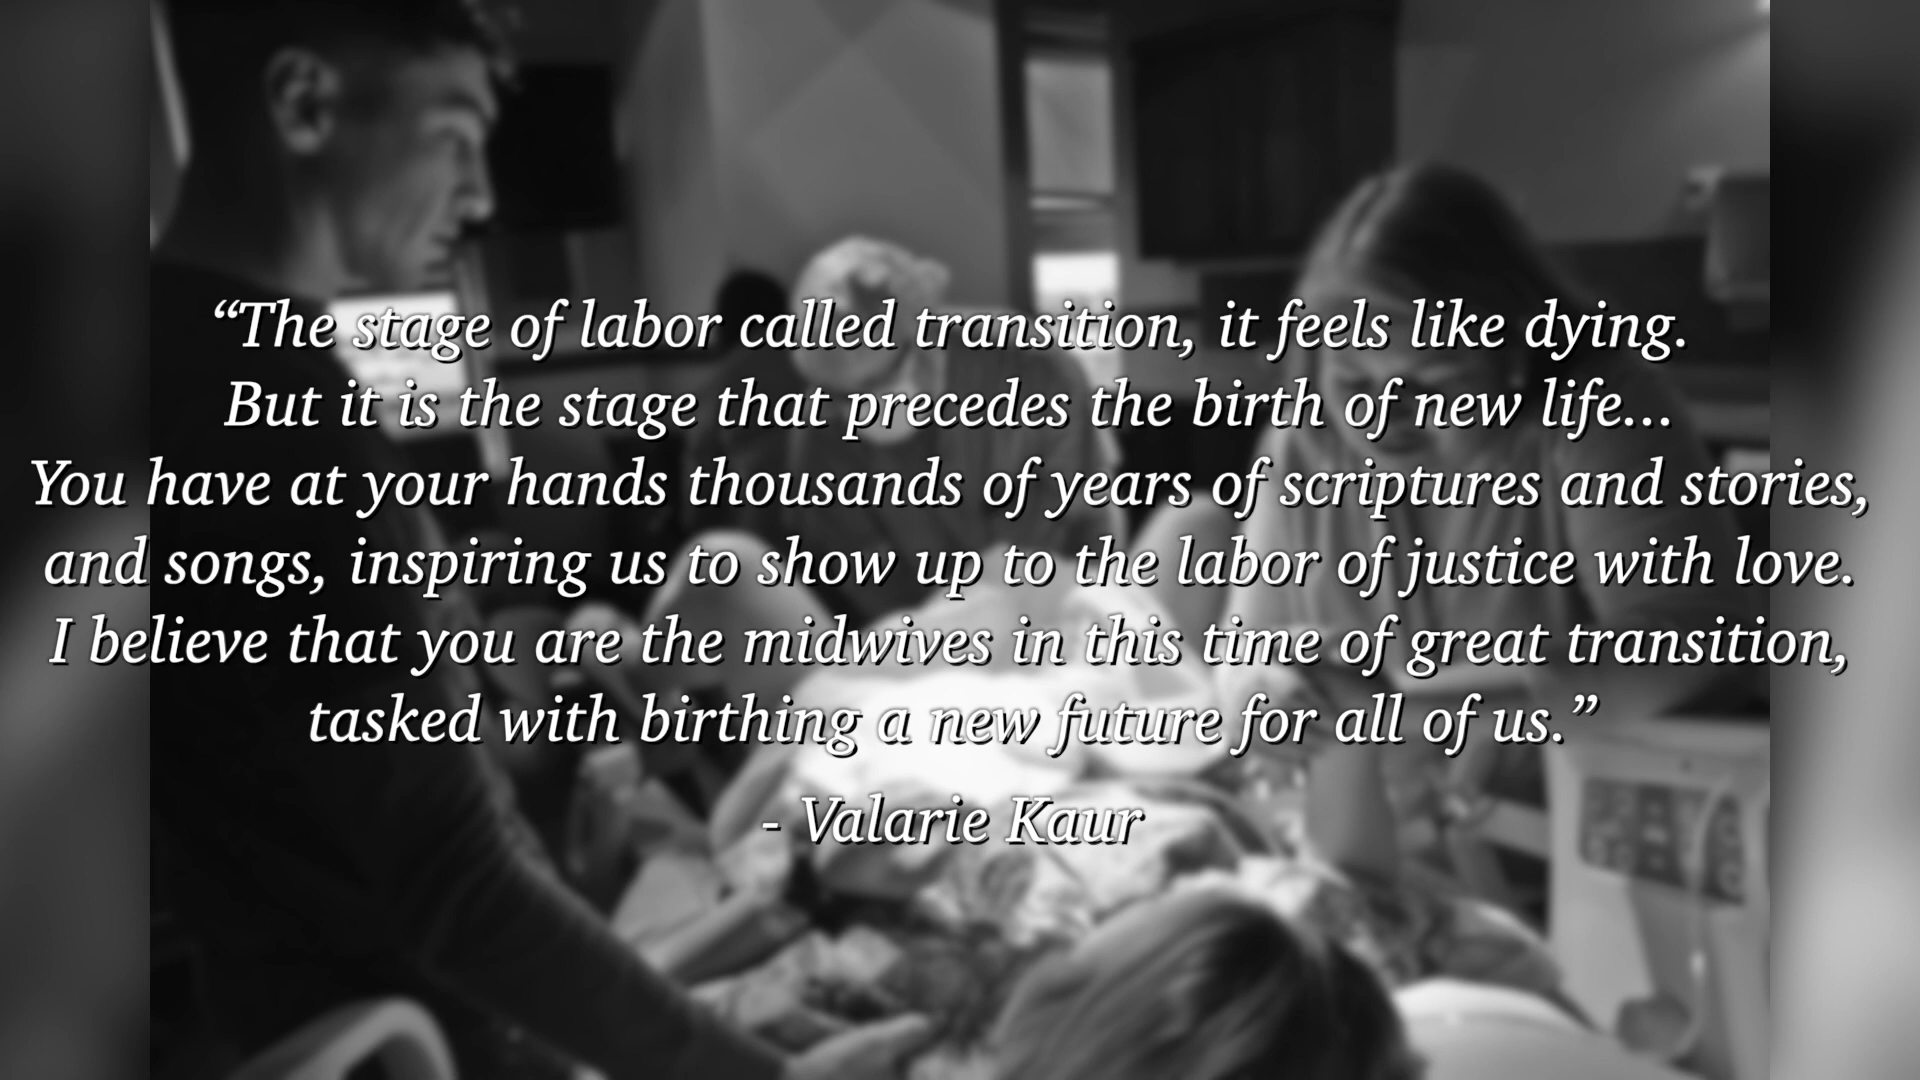 “The stage of labor called transition, it feels like dying.
But it is the stage that precedes the birth of new life…
You have at your hands thousands of years of scriptures and stories,
and songs, inspiring us to show up to the labor of justice with love.
I believe that you are the midwives in this time of great transition,
tasked with birthing a new future for all of us.”
- Valarie Kaur